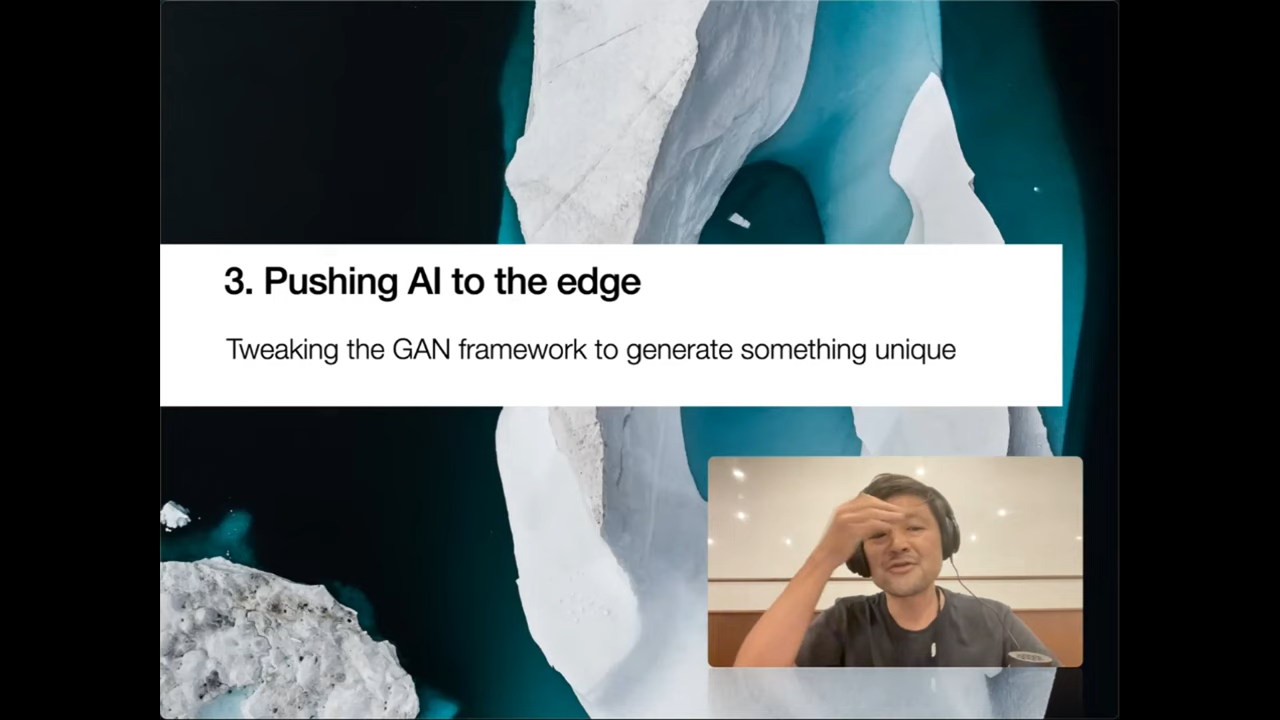 3. Pushing AI to the edge
Tweaking the GAN framework to generate something unique